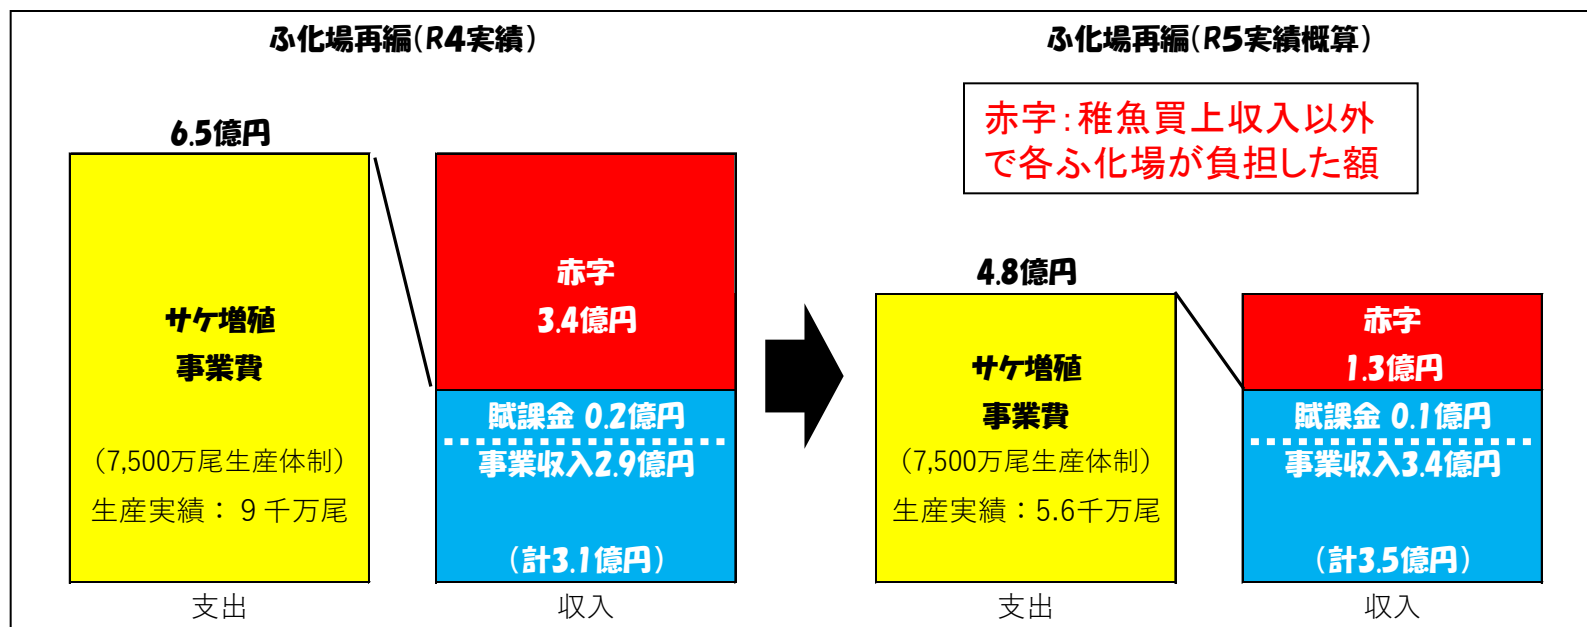 ふ化場再編(R4実績)
6.5億円
サケ増殖
事業費
(7,500万尾生産体制)
生産実績：９千万尾
支出
赤字
3.4億円
賦課金 0.2億円
事業収入2.9億円
(計3.1億円)
収入
ふ化場再編(R5実績概算)
赤字：稚魚買上収入以外
で各ふ化場が負担した額
4.8億円
サケ増殖
事業費
(7,500万尾生産体制)
生産実績：5.6千万尾
支出
赤字
1.3億円
賦課金 0.1億円
事業収入3.4億円
(計3.5億円)
収入